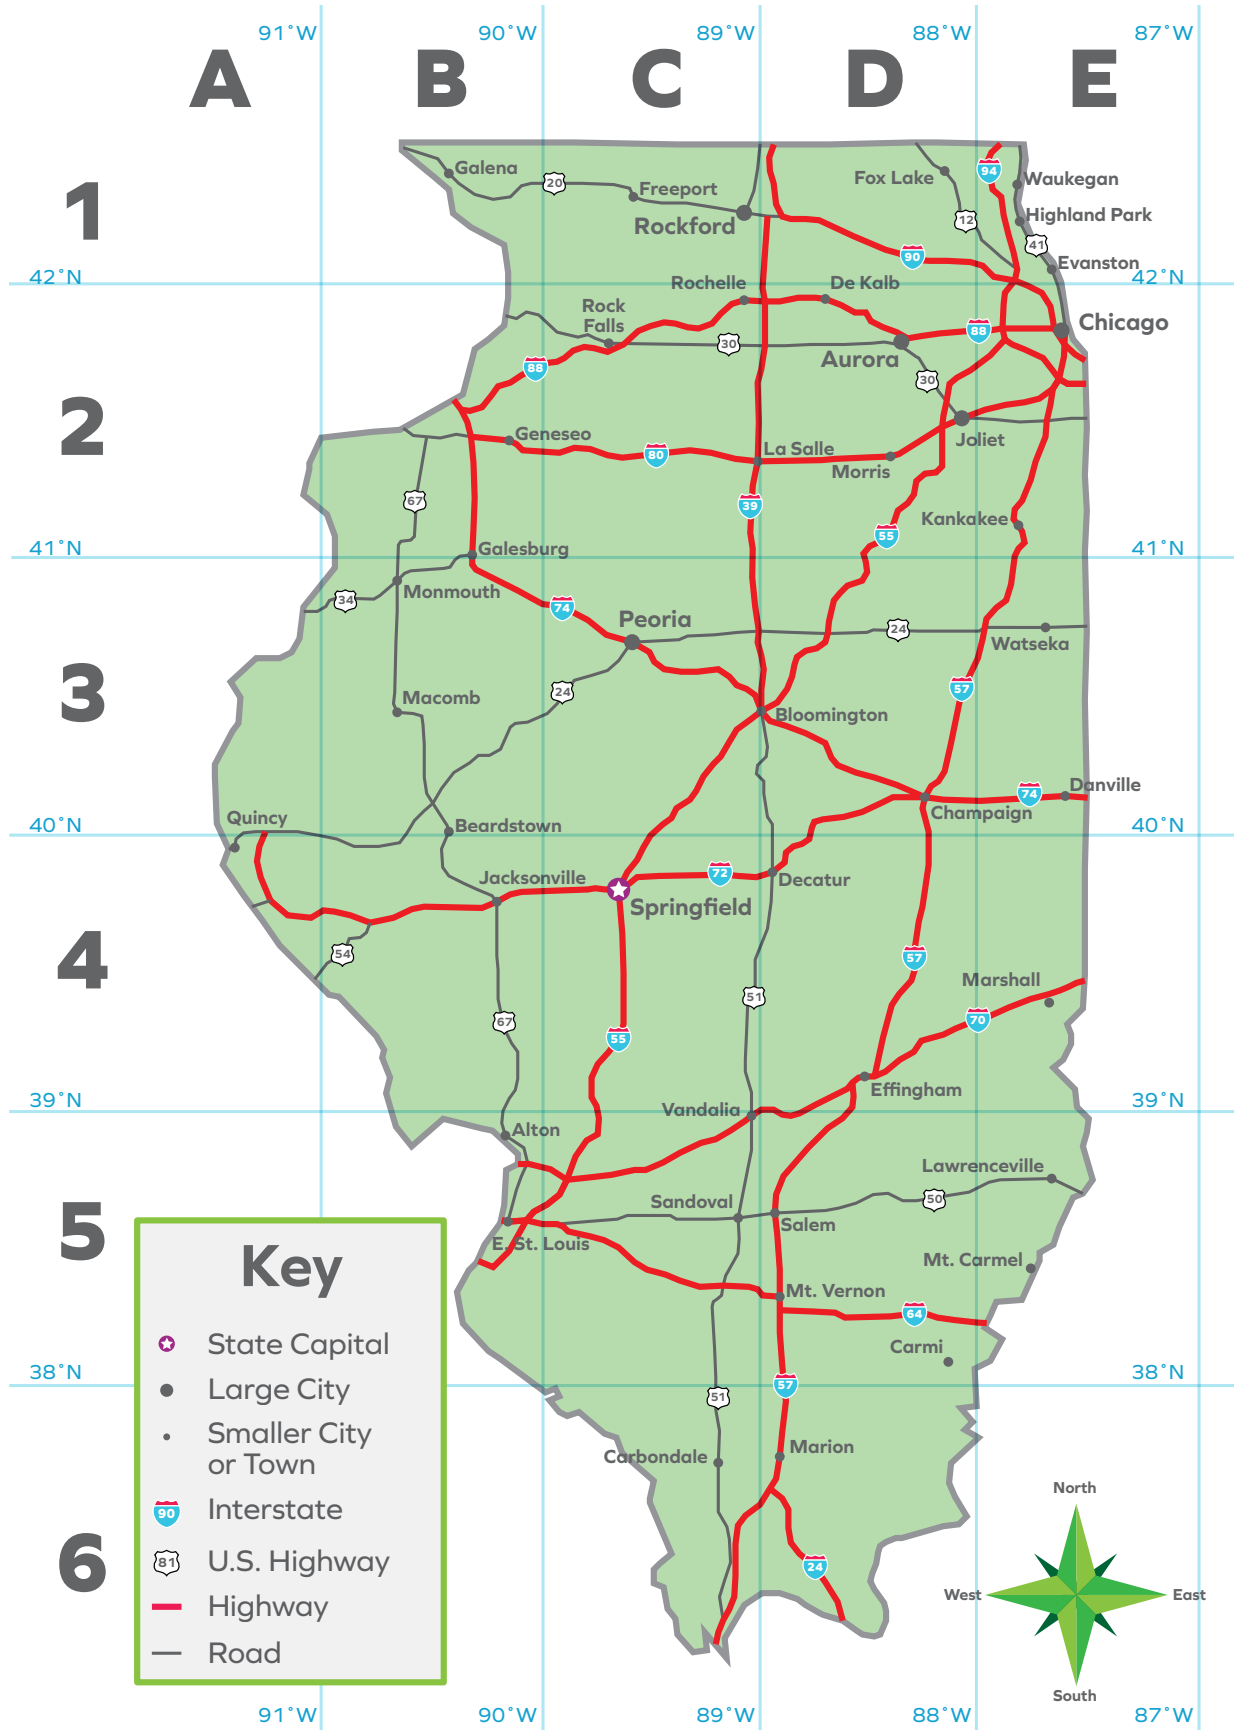 91°W 90°W 89°W 88°W 87°W
A B C D E
1
Galena
20
Freeport
Rockford
Fox Lake
94
Waukegan
12
Highland Park
41
90
Evanston
42°N 42°N
Rochelle
De Kalb
Rock
Falls
88
Chicago
30
Aurora
88
30
2
Geneseo
80
La Salle
Morris
Joliet
67
39
55
Kankakee
41°N 41°N
Galesburg
Monmouth
34
74
Peoria
24
Watseka
3
Macomb
24
57
Bloomington
74
Danville
Champaign
Quincy
40°N 40°N
Beardstown
Jacksonville
72
Decatur
Springfield
4
54
57
Marshall
51
67
70
55
Effingham
39°N 39°N
Vandalia
Alton
Lawrenceville
50
5
Sandoval
Salem
E. St. Louis
Mt. Carmel
Mt. Vernon
64
Carmi
38°N 38°N
57
51
Marion
Carbondale
6
24
Key
State Capital
Large City
Smaller City
or Town
90 Interstate
81 U.S. Highway
Highway
Road
North
West East
South
91°W 90°W 89°W 88°W 87°W